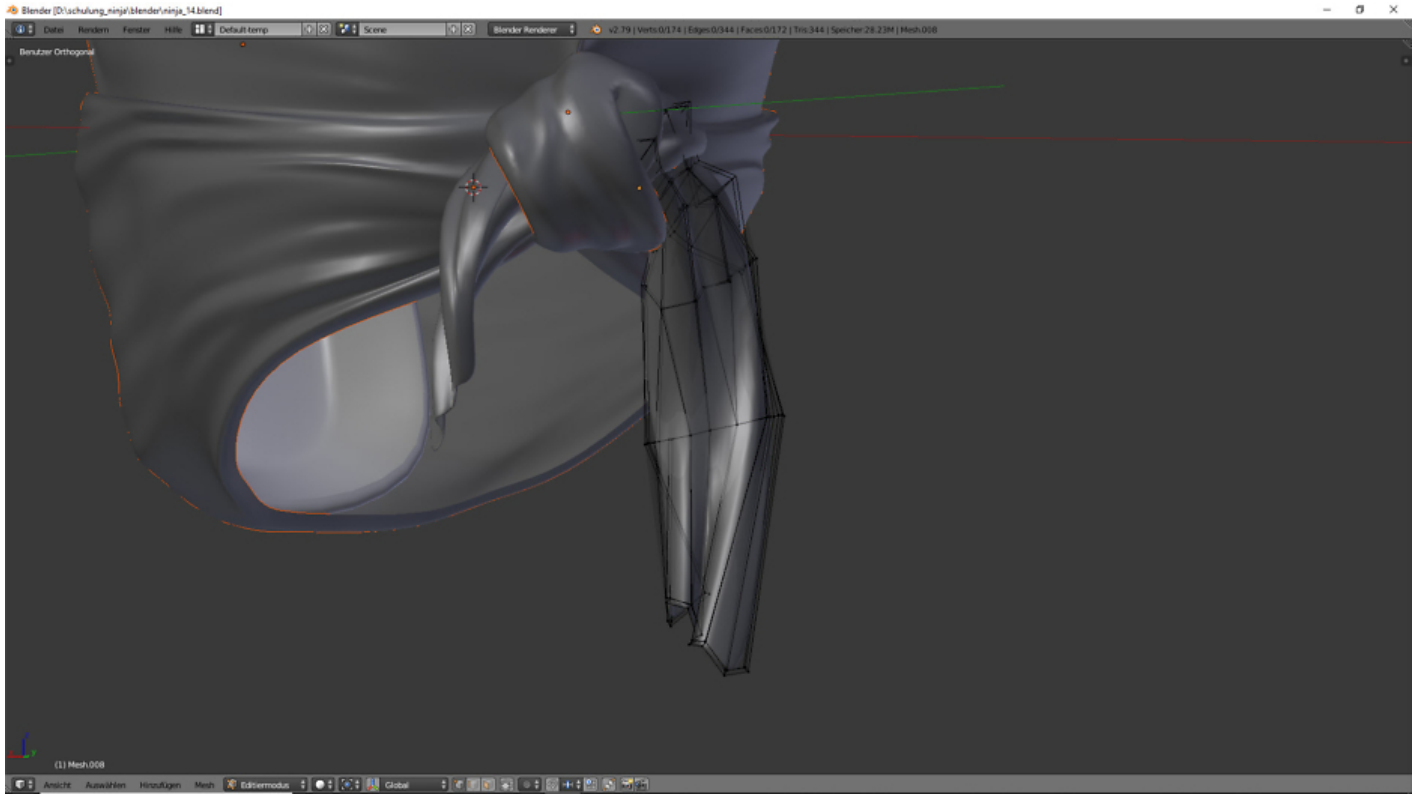 Blender [D:\schulung_ninja\blender\ninja_14.blend]
Datei Rendern Fenster Hilfe Default-temp Scene Blender Renderer v2.79 | Verts:0/174 | Edges:0/344 | Faces:0/172 | Tris:344 | Speicher:28.23M | Mesh.008
Benutzer Orthogonal
(1) Mesh.008
Ansicht Auswählen Hinzufügen Mesh Editiermodus Global